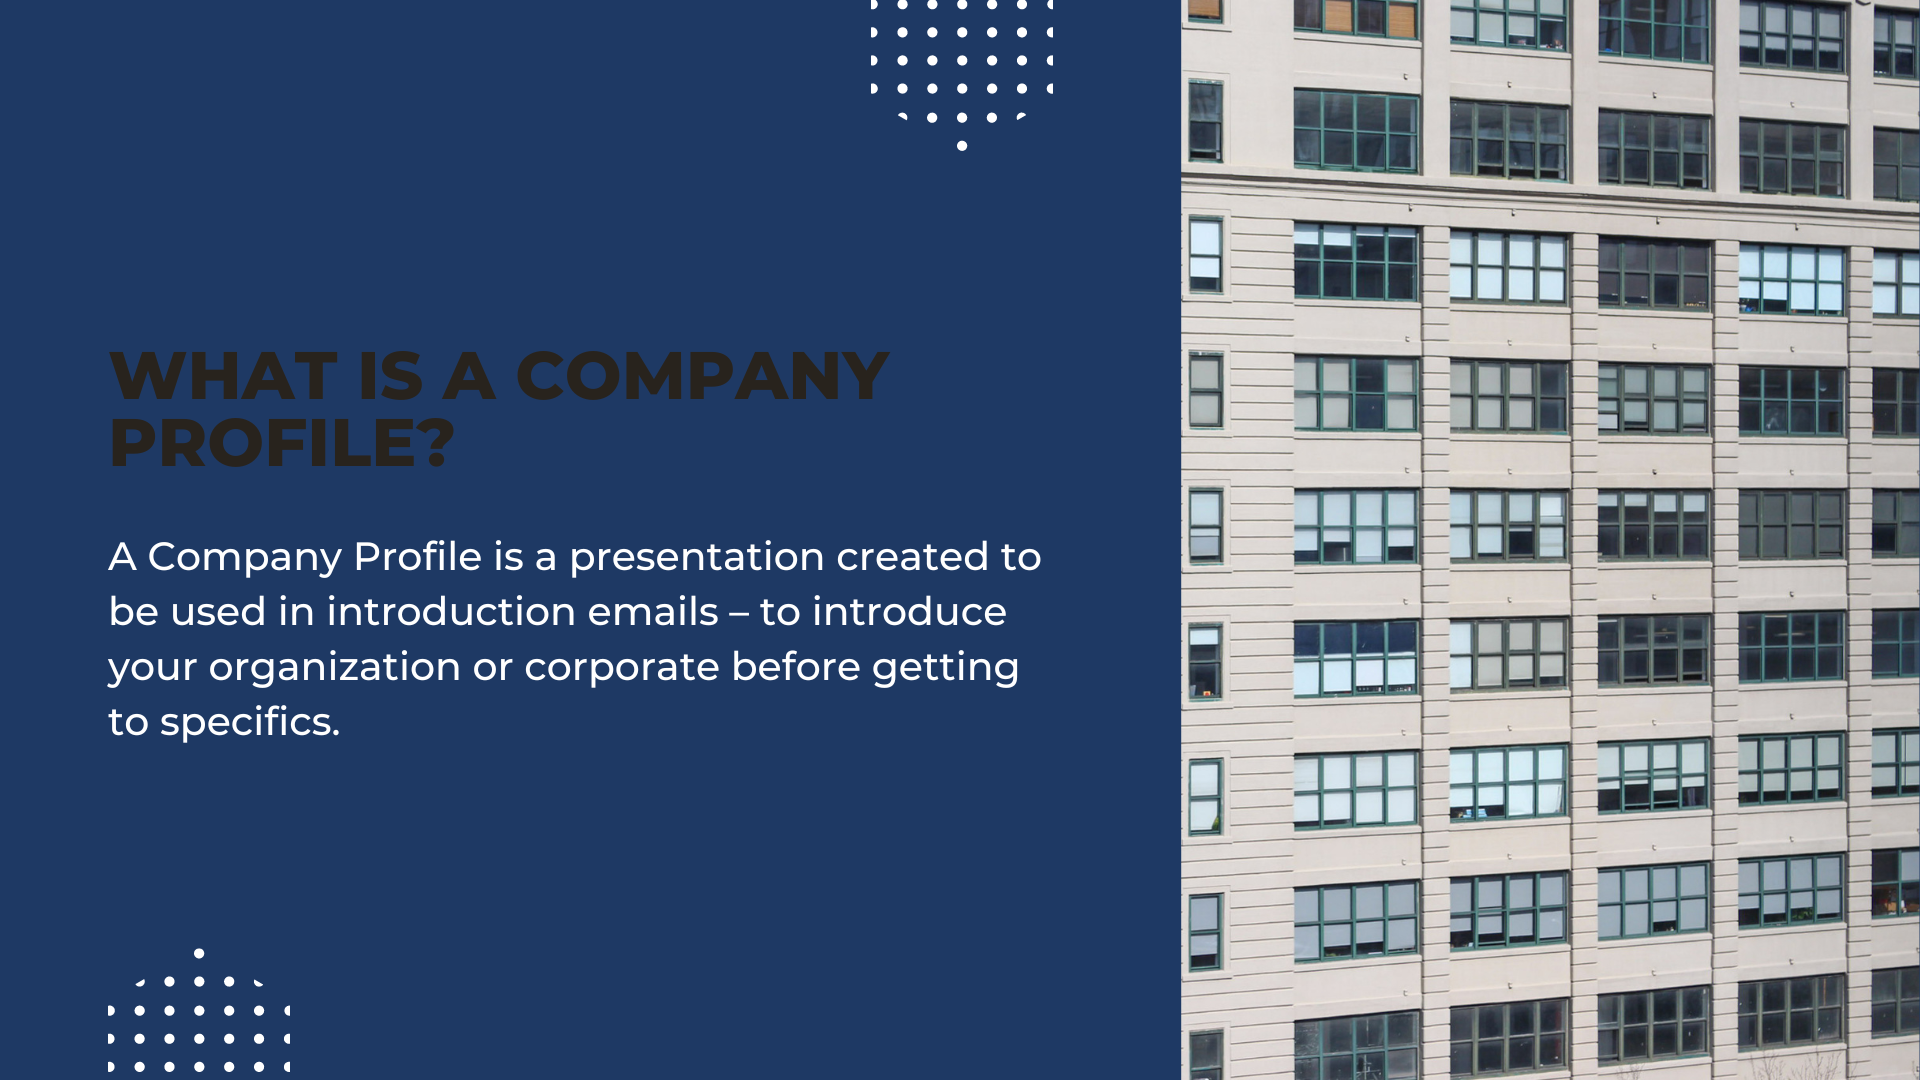 WHAT IS A COMPANY
PROFILE?
A Company Profile is a presentation created to
be used in introduction emails – to introduce
your organization or corporate before getting
to specifics.